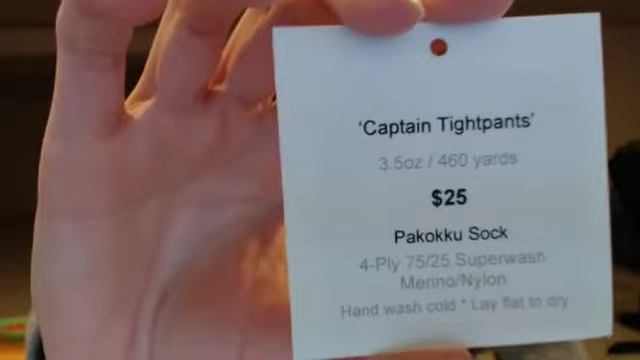 ‘Captain Tightpants’
3.5oz / 460 yards
$25
Pakokku Sock
4-Ply 75/25 Superwash
Merino/Nylon
Hand wash cold * Lay flat to dry